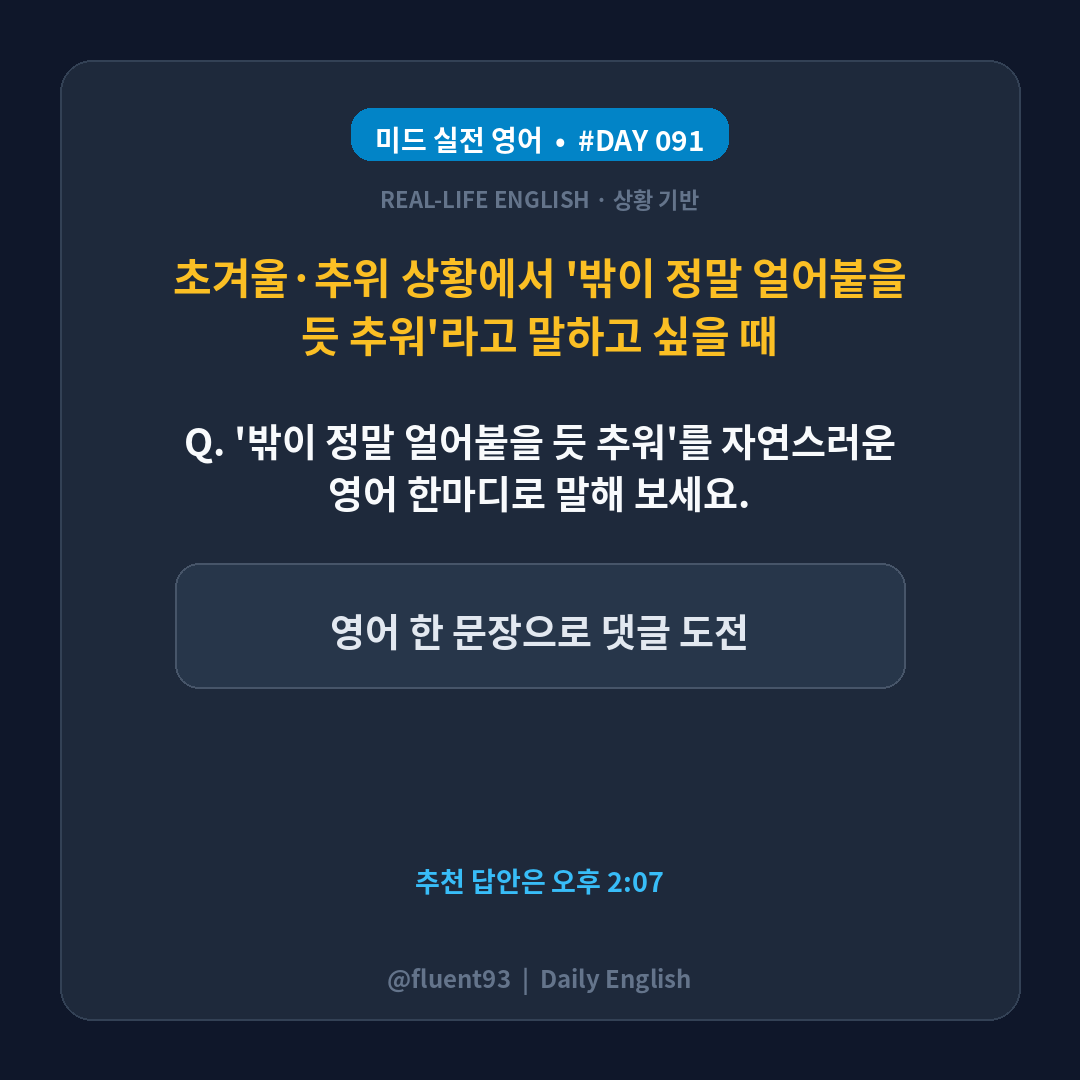 미드 실전 영어 • #DAY 091
REAL-LIFE ENGLISH · 상황 기반
초겨울·추위 상황에서 '밖이 정말 얼어붙을
듯 추워'라고 말하고 싶을 때
Q. '밖이 정말 얼어붙을 듯 추워'를 자연스러운
영어 한마디로 말해 보세요.
영어 한 문장으로 댓글 도전
추천 답안은 오후 2:07
@fluent93 | Daily English